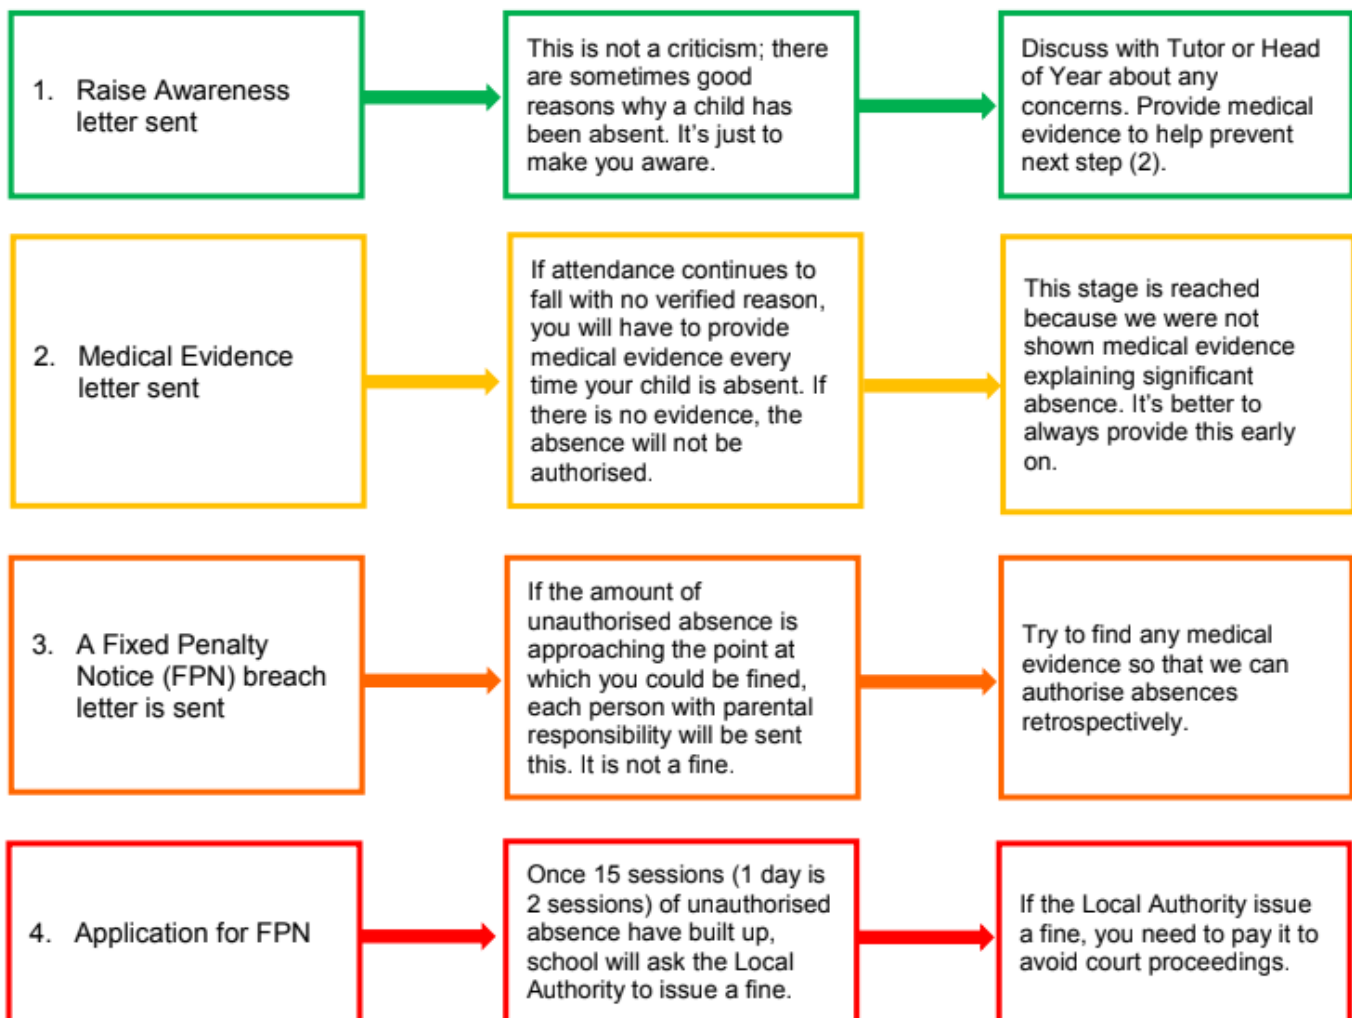 1. Raise Awareness
letter sent
This is not a criticism; there
are sometimes good
reasons why a child has
been absent. It’s just to
make you aware.
Discuss with Tutor or Head
of Year about any
concerns. Provide medical
evidence to help prevent
next step (2).
2. Medical Evidence
letter sent
If attendance continues to
fall with no verified reason,
you will have to provide
medical evidence every
time your child is absent. If
there is no evidence, the
absence will not be
authorised.
This stage is reached
because we were not
shown medical evidence
explaining significant
absence. It’s better to
always provide this early
on.
3. A Fixed Penalty
Notice (FPN) breach
letter is sent
If the amount of
unauthorised absence is
approaching the point at
which you could be fined,
each person with parental
responsibility will be sent
this. It is not a fine.
Try to find any medical
evidence so that we can
authorise absences
retrospectively.
4. Application for FPN
Once 15 sessions (1 day is
2 sessions) of unauthorised
absence have built up,
school will ask the Local
Authority to issue a fine.
If the Local Authority issue
a fine, you need to pay it to
avoid court proceedings.